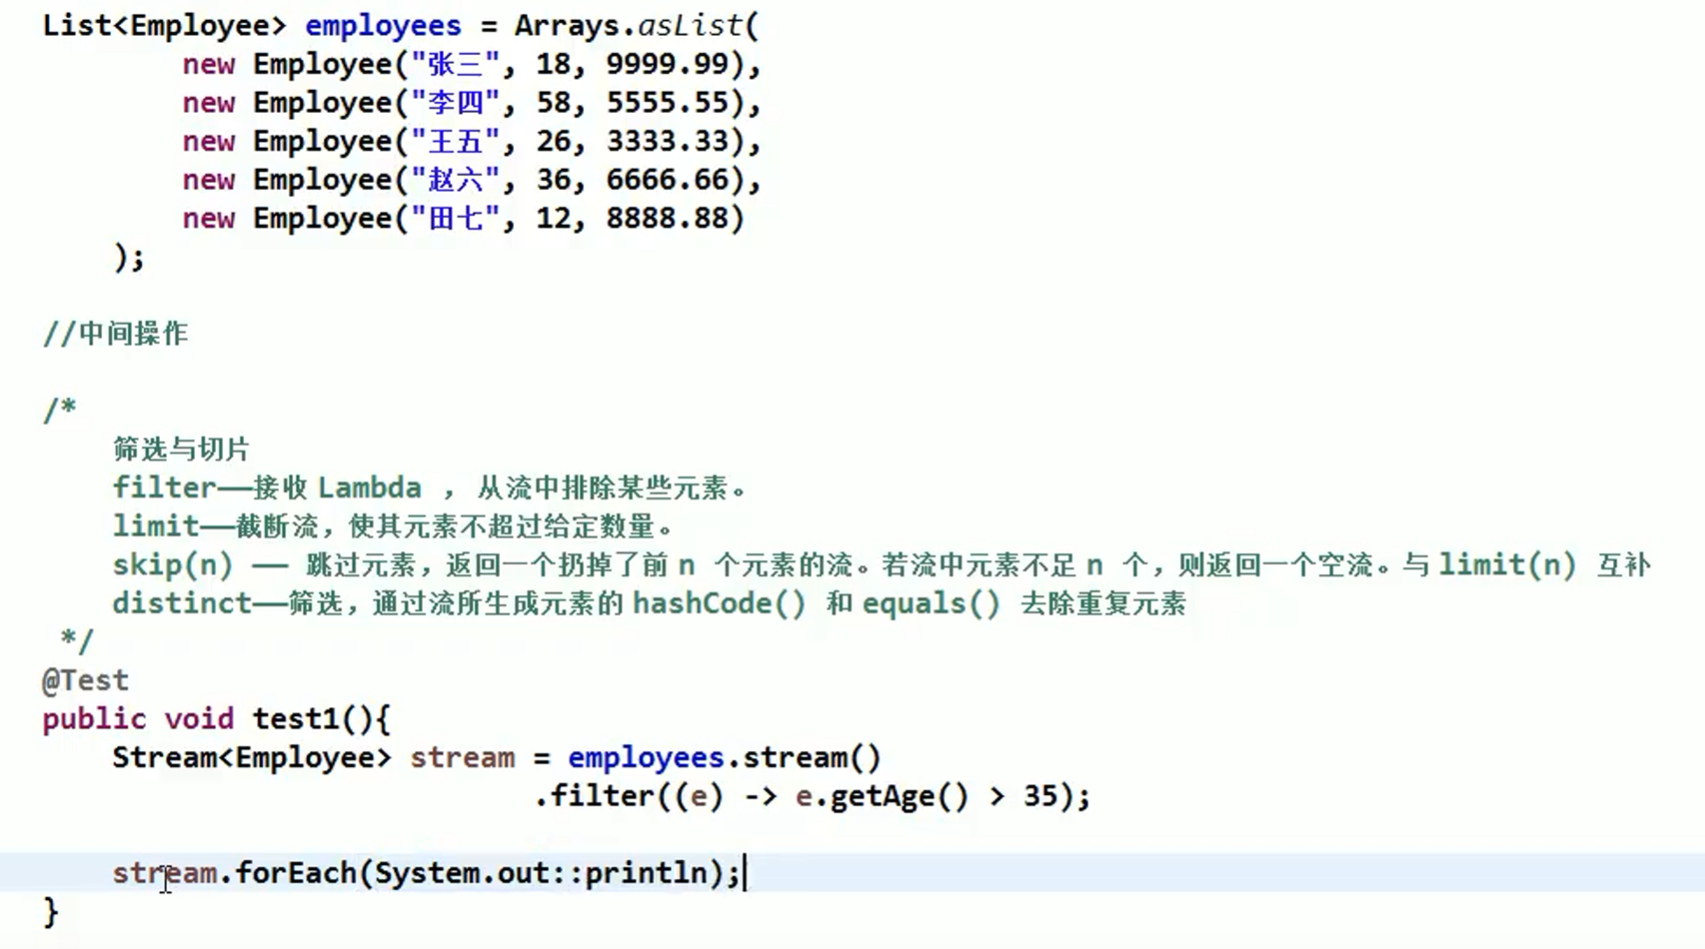 List<Employee> employees = Arrays.asList(
new Employee("张三", 18, 9999.99),
new Employee("李四", 58, 5555.55),
new Employee("王五", 26, 3333.33),
new Employee("赵六", 36, 6666.66),
new Employee("田七", 12, 8888.88)
);
//中间操作
/*
筛选与切片
filter——接收 Lambda ， 从流中排除某些元素。
limit——截断流，使其元素不超过给定数量。
skip(n) —— 跳过元素，返回一个扔掉了前 n 个元素的流。若流中元素不足 n 个，则返回一个空流。与 limit(n) 互补
distinct——筛选，通过流所生成元素的 hashCode() 和 equals() 去除重复元素
*/
@Test
public void test1(){
Stream<Employee> stream = employees.stream()
.filter((e) -> e.getAge() > 35);
stream.forEach(System.out::println);
}